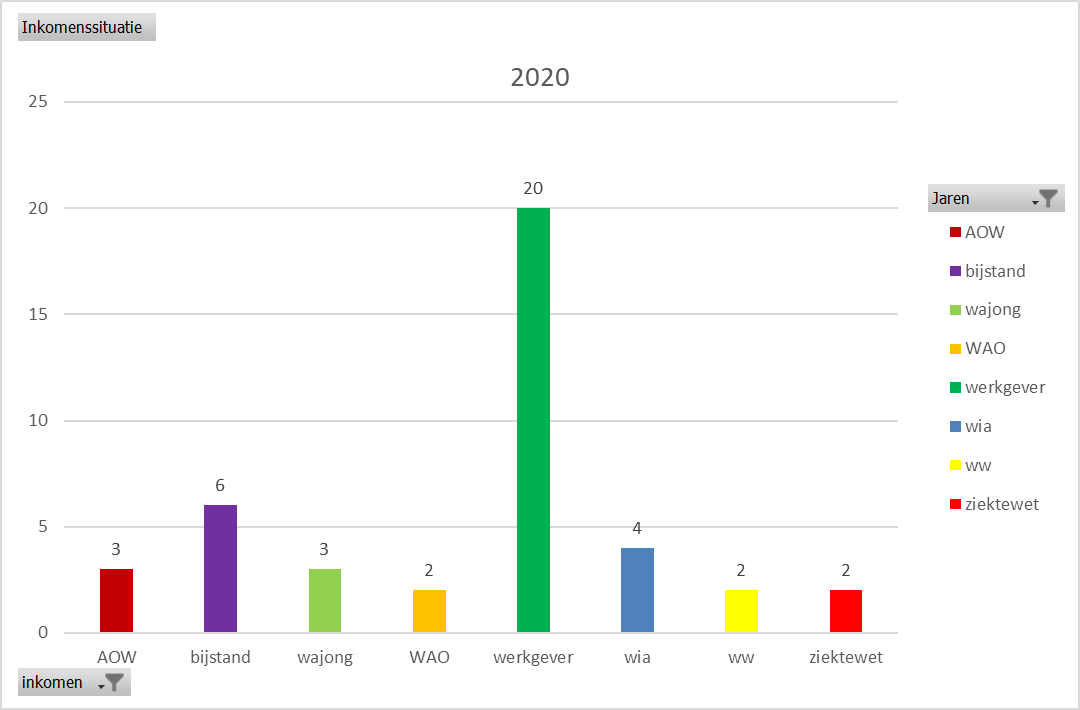 Inkomenssituatie
2020
25
20
15
10
5
0
3
6
3
2
20
4
2
2
AOW
bijstand
wajong
WAO
werkgever
wia
ww
ziektewet
inkomen
Jaren
AOW
bijstand
wajong
WAO
werkgever
wia
ww
ziektewet